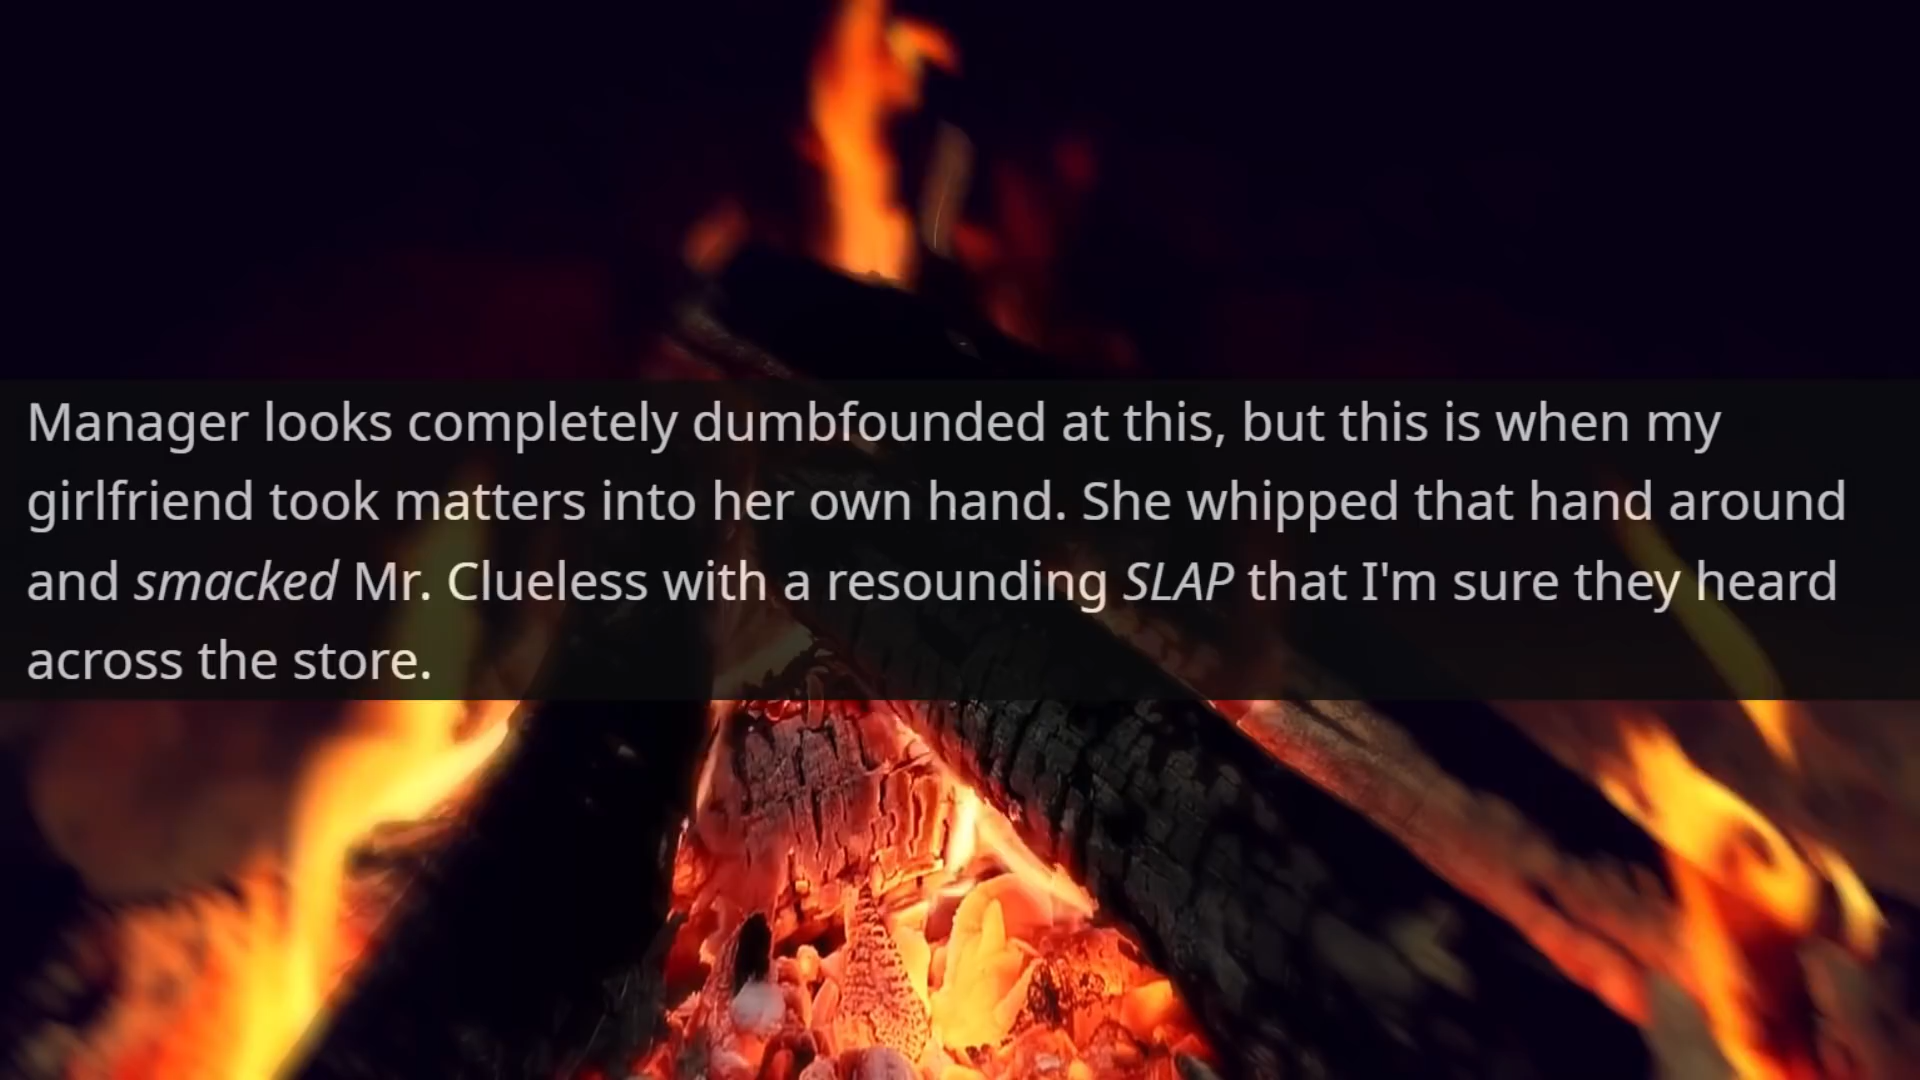 Manager looks completely dumbfounded at this, but this is when my
girlfriend took matters into her own hand. She whipped that hand around
and smacked Mr. Clueless with a resounding SLAP that I'm sure they heard
across the store.